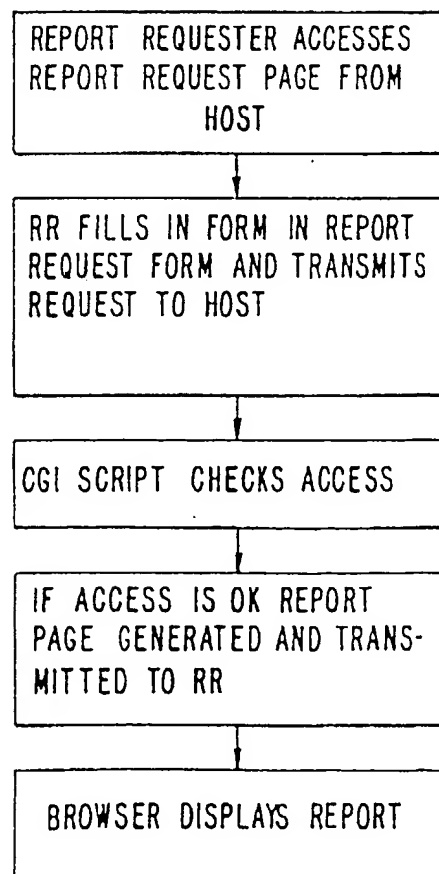 REPORT REQUESTER ACCESSES
REPORT REQUEST PAGE FROM
HOST
RR FILLS IN FORM IN REPORT
REQUEST FORM AND TRANSMITS
REQUEST TO HOST
CGI SCRIPT CHECKS ACCESS
IF ACCESS IS OK REPORT
PAGE GENERATED AND TRANS-
MITTED TO RR
BROWSER DISPLAYS REPORT